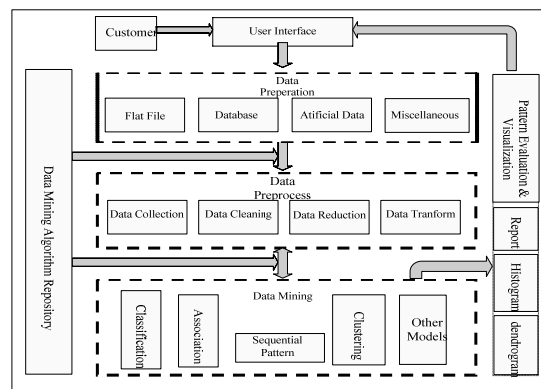 Customer
User Interface
Data
Preperation
Flat File
Database
Atificial Data
Miscellaneous
Data
Preprocess
Data Collection
Data Cleaning
Data Reduction
Data Tranform
Data Mining
Classification
Association
Sequential
Pattern
Clustering
Other
Models
Data Mining Algorithm Repository
Pattern Evaluation &
Visualization
Report
Histogram
dendrogram